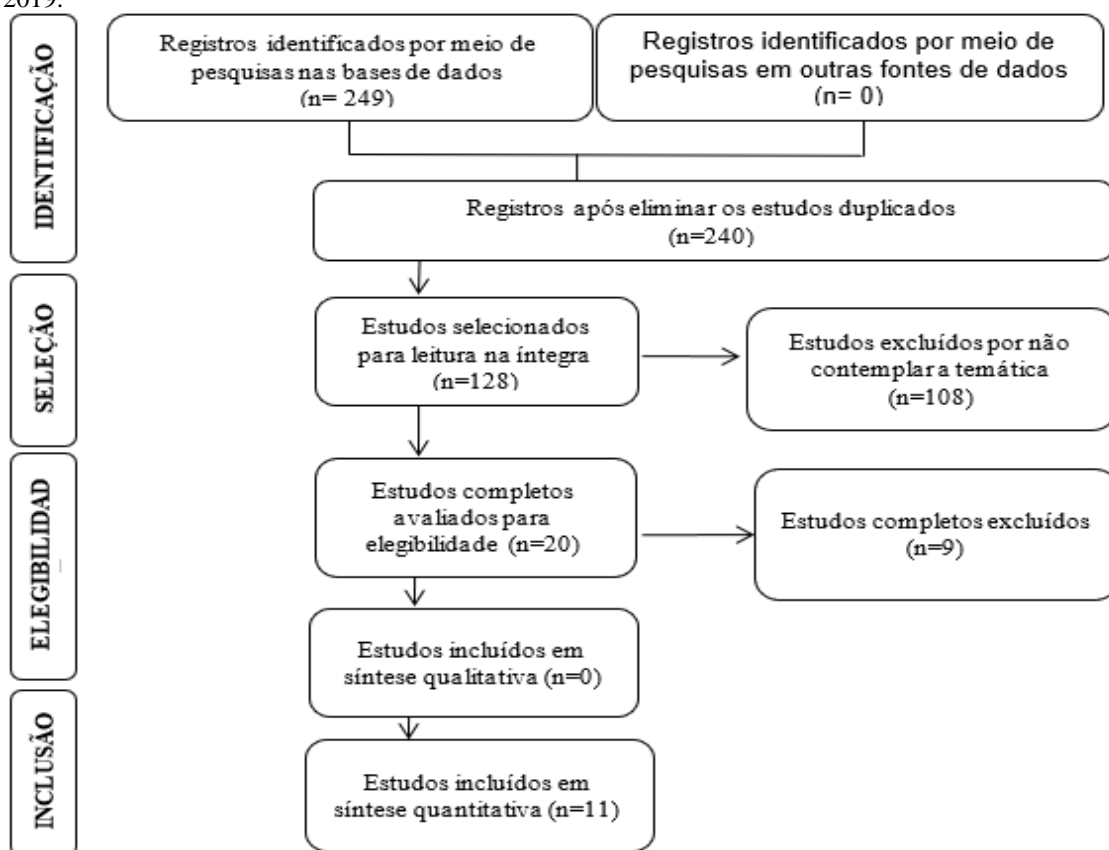 2019.
IDENTIFICAÇÃO
Registros identificados por meio de
pesquisas nas bases de dados
(n= 249)
Registros identificados por meio de
pesquisas em outras fontes de dados
(n= 0)
Registros após eliminar os estudos duplicados
(n=240)
SELEÇÃO
Estudos selecionados
para leitura na íntegra
(n=128)
Estudos excluídos por não
contemplar a temática
(n=108)
ELEGIBILIDAD
Estudos completos
avaliados para
elegibilidade (n=20)
Estudos completos excluídos
(n=9)
Estudos incluídos em
síntese qualitativa (n=0)
INCLUSÃO
Estudos incluídos em
síntese quantitativa (n=11)